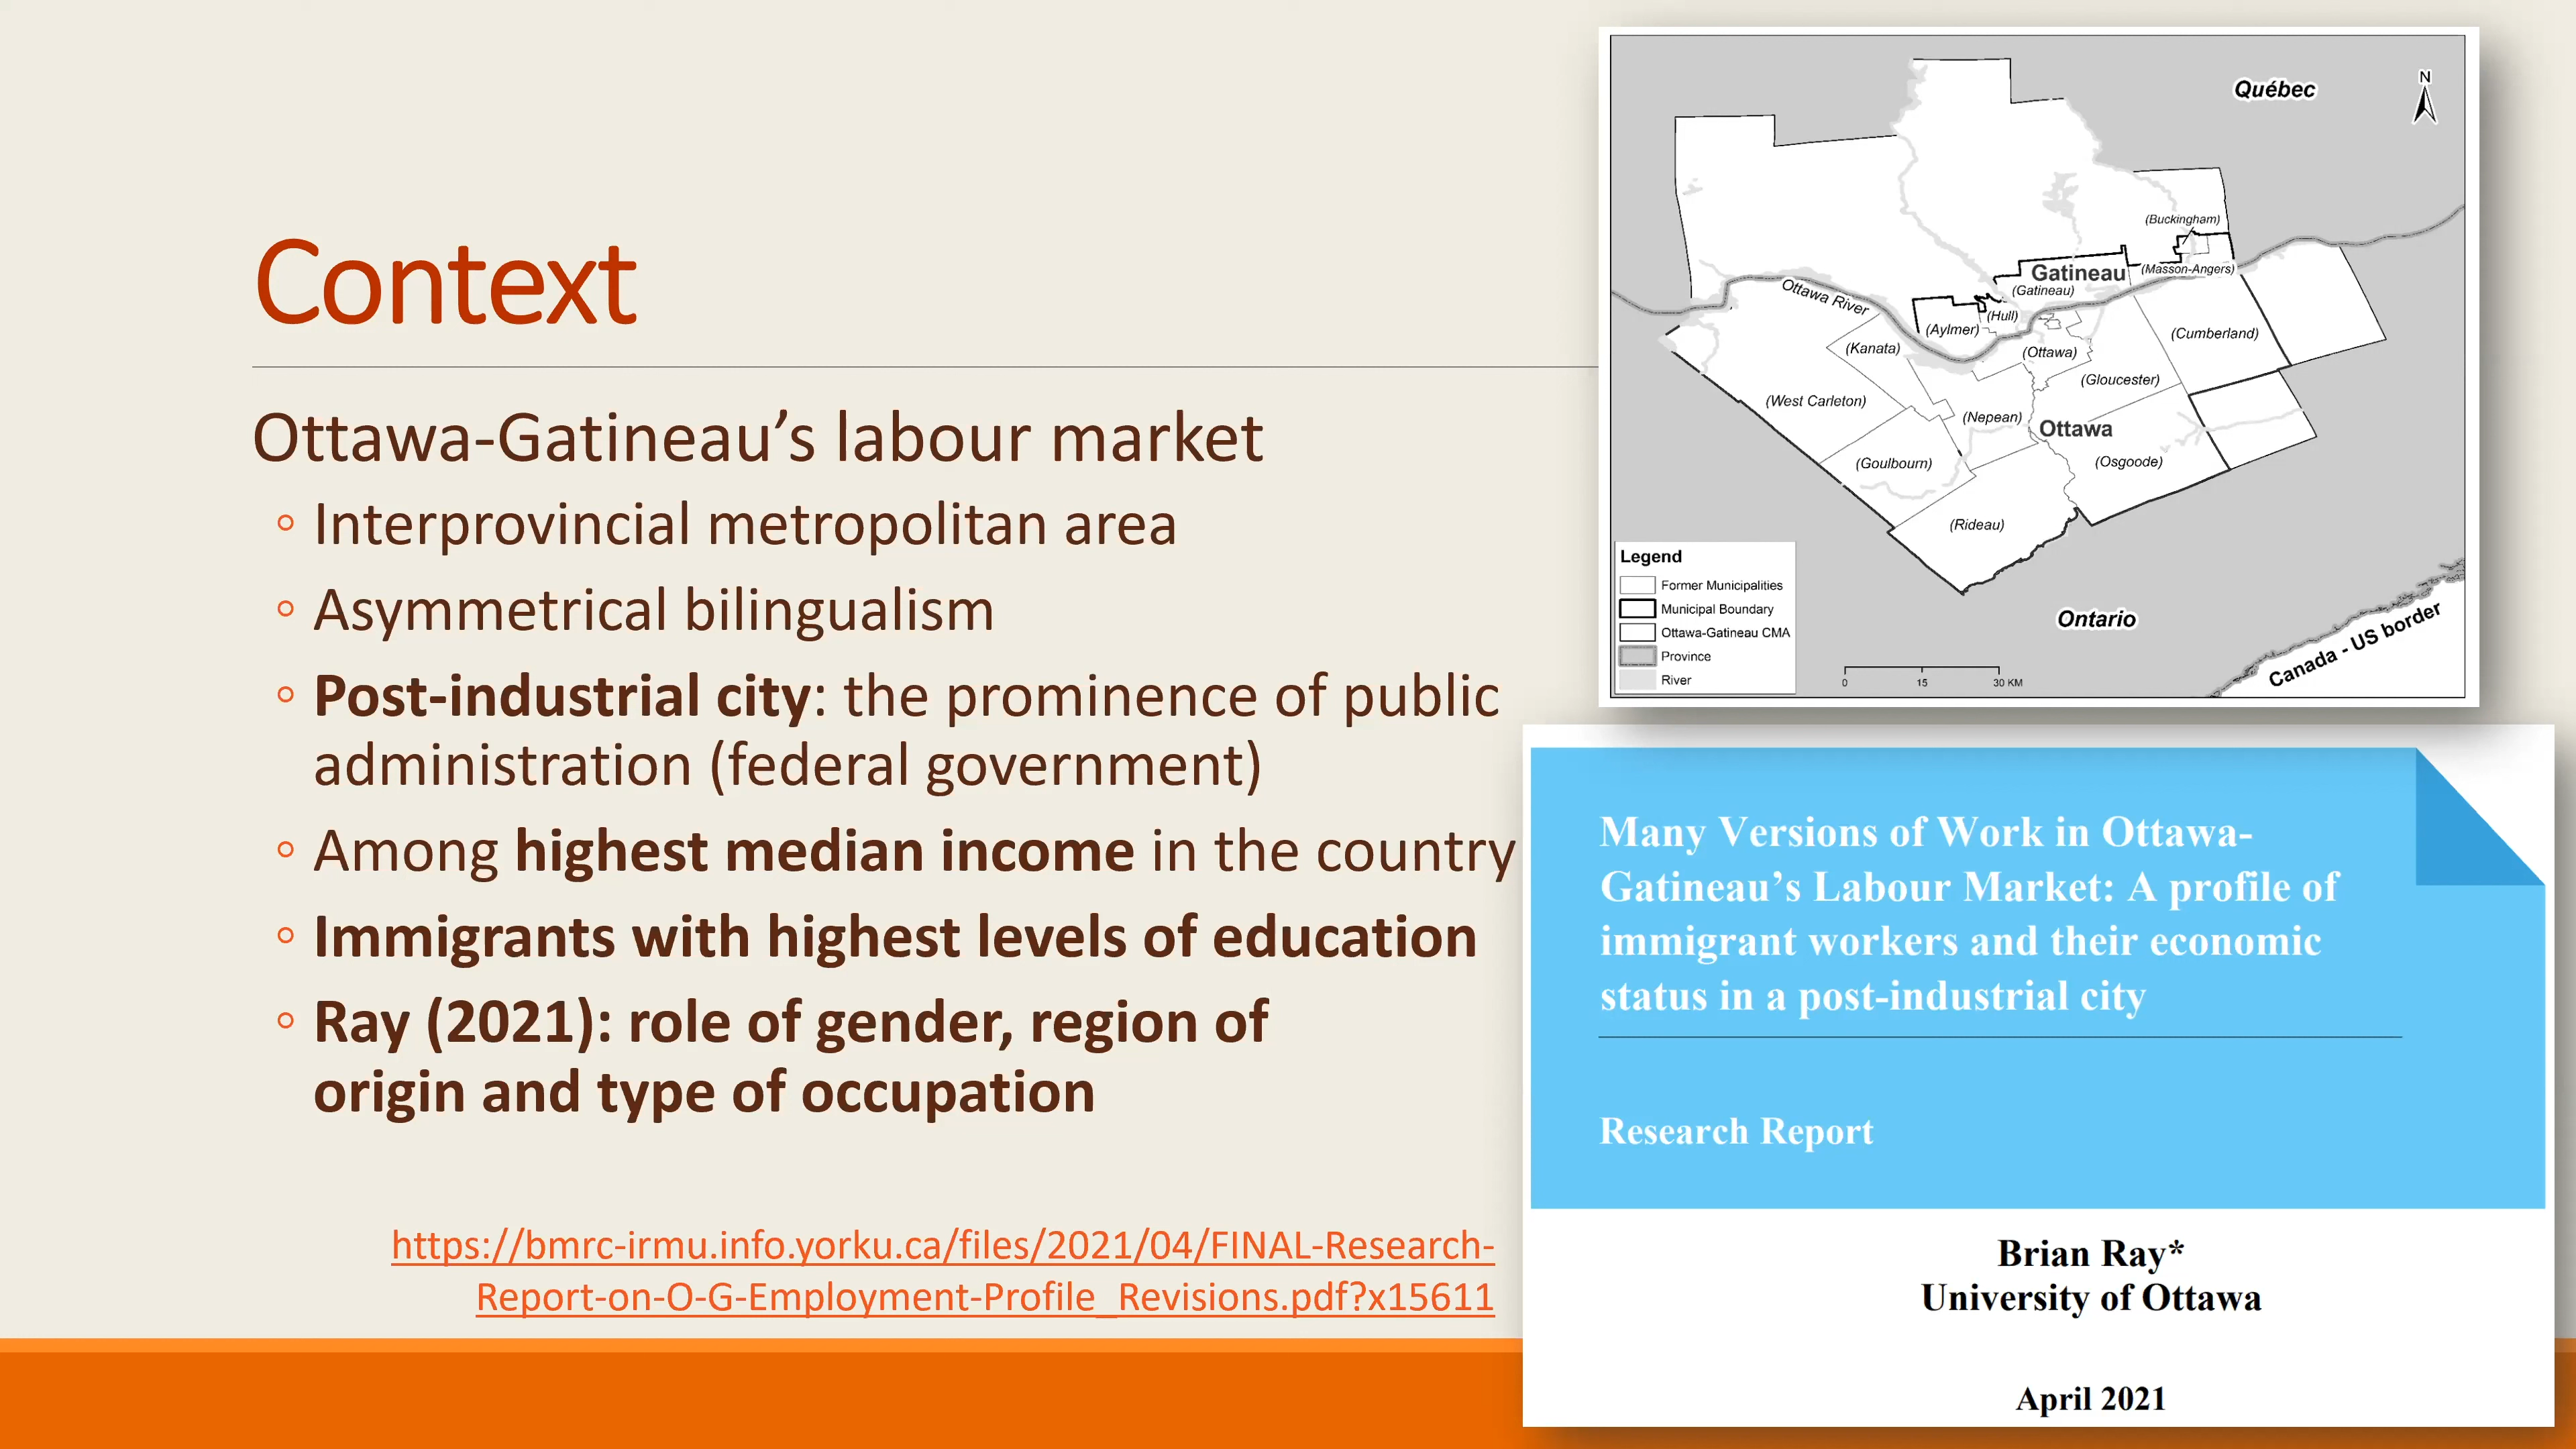 Context
Ottawa-Gatineau’s labour market
◦ Interprovincial metropolitan area
◦ Asymmetrical bilingualism
◦ Post-industrial city: the prominence of public
administration (federal government)
◦ Among highest median income in the country
◦ Immigrants with highest levels of education
◦ Ray (2021): role of gender, region of
origin and type of occupation
https://bmrc-irmu.info.yorku.ca/files/2021/04/FINAL-Research-
Report-on-O-G-Employment-Profile_Revisions.pdf?x15611
Québec
N
(Buckingham)
Gatineau
(Masson-Angers)
(Gatineau)
Ottawa River
(Hull)
(Aylmer)
(Cumberland)
(Kanata)
(Ottawa)
(Gloucester)
(West Carleton)
(Nepean)
Ottawa
(Goulbourn)
(Osgoode)
(Rideau)
Legend
Former Municipalities
Municipal Boundary
Ottawa-Gatineau CMA
Province
River
0 15 30 KM
Ontario
Canada - US border
Many Versions of Work in Ottawa-
Gatineau’s Labour Market: A profile of
immigrant workers and their economic
status in a post-industrial city
Research Report
Brian Ray*
University of Ottawa
April 2021